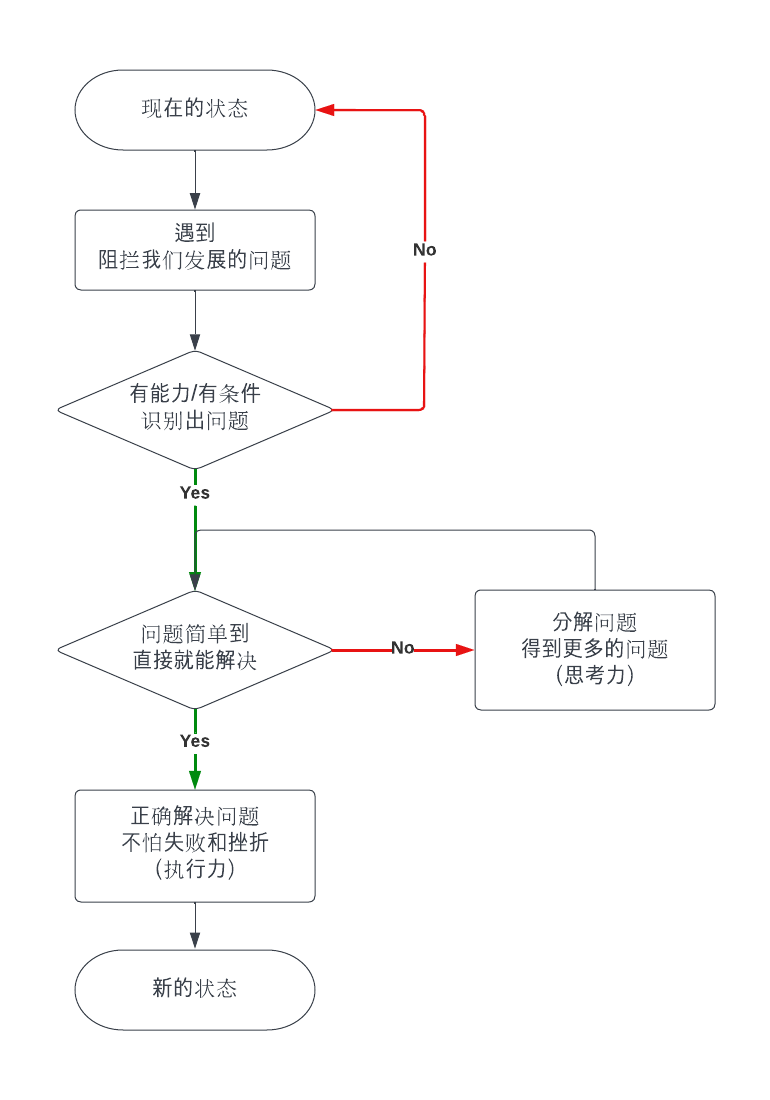 现在的状态
遇到
阻拦我们发展的问题
No
有能力/有条件
识别出问题
Yes
问题简单到
直接就能解决
No
分解问题
得到更多的问题
(思考力)
Yes
正确解决问题
不怕失败和挫折
(执行力)
新的状态